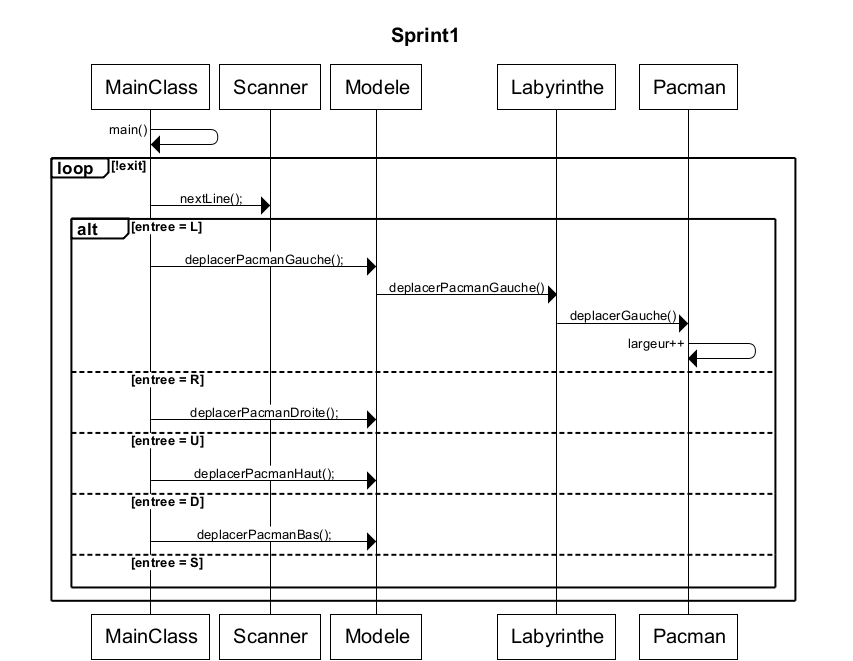 Sprint1
MainClass Scanner Modele Labyrinthe Pacman
main()
loop [!exit]
nextLine();
alt [entree = L]
deplacerPacmanGauche();
deplacerPacmanGauche()
deplacerGauche()
largeur++
[entree = R]
deplacerPacmanDroite();
[entree = U]
deplacerPacmanHaut();
[entree = D]
deplacerPacmanBas();
[entree = S]
MainClass Scanner Modele Labyrinthe Pacman